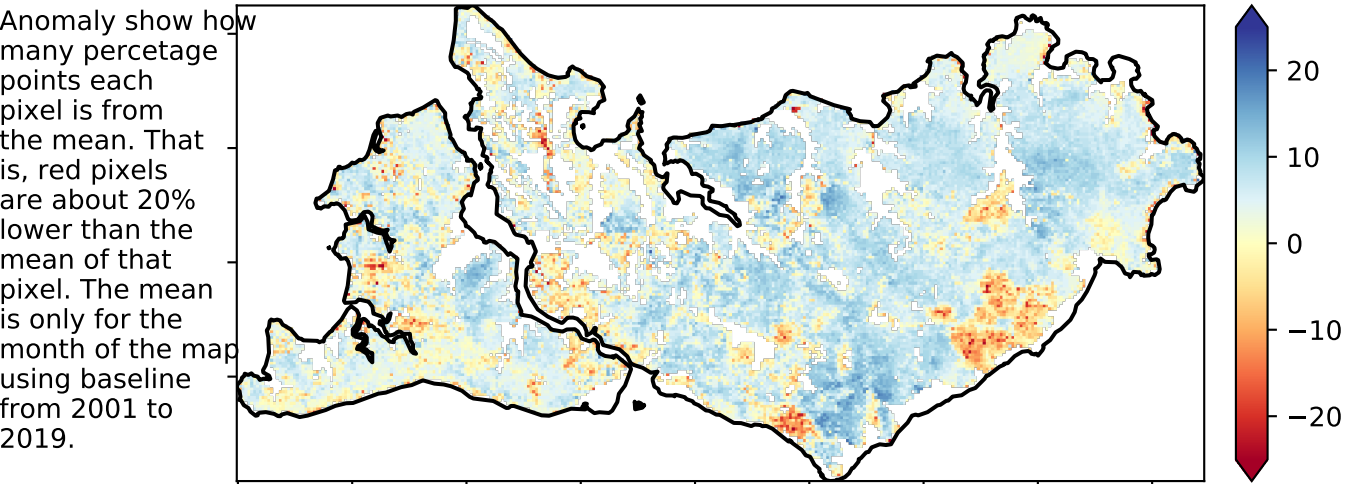 Anomaly show how
many percetage
points each
pixel is from
the mean. That
is, red pixels
are about 20%
lower than the
mean of that
pixel. The mean
is only for the
month of the map
using baseline
from 2001 to
2019.
20
10
0
−10
−20